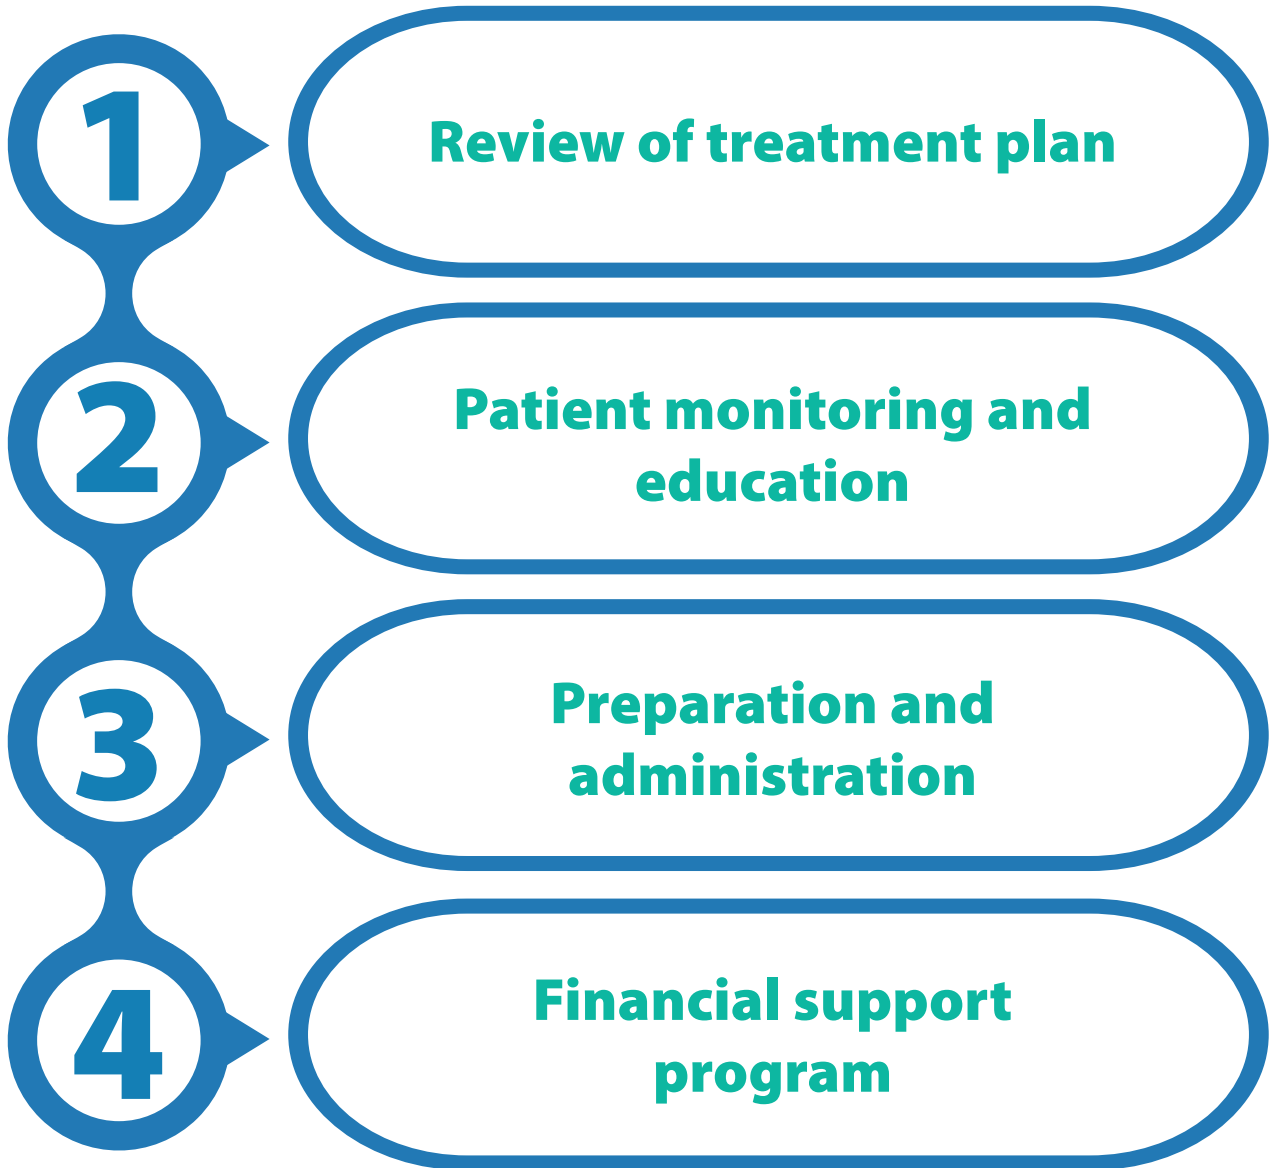 1
Review of treatment plan
2
Patient monitoring and
education
3
Preparation and
administration
4
Financial support
program